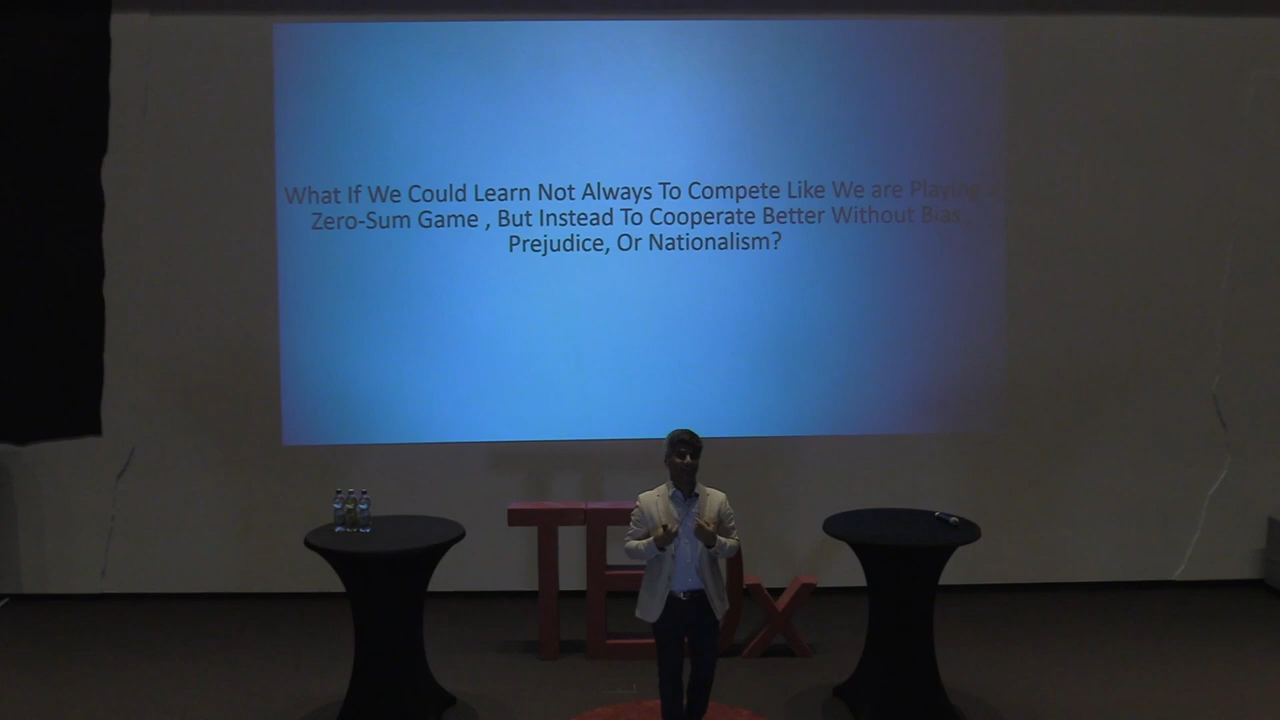 What If We Could Learn Not Always To Compete Like We are Playing a
Zero-Sum Game , But Instead To Cooperate Better Without Bias,
Prejudice, Or Nationalism?
TEDx